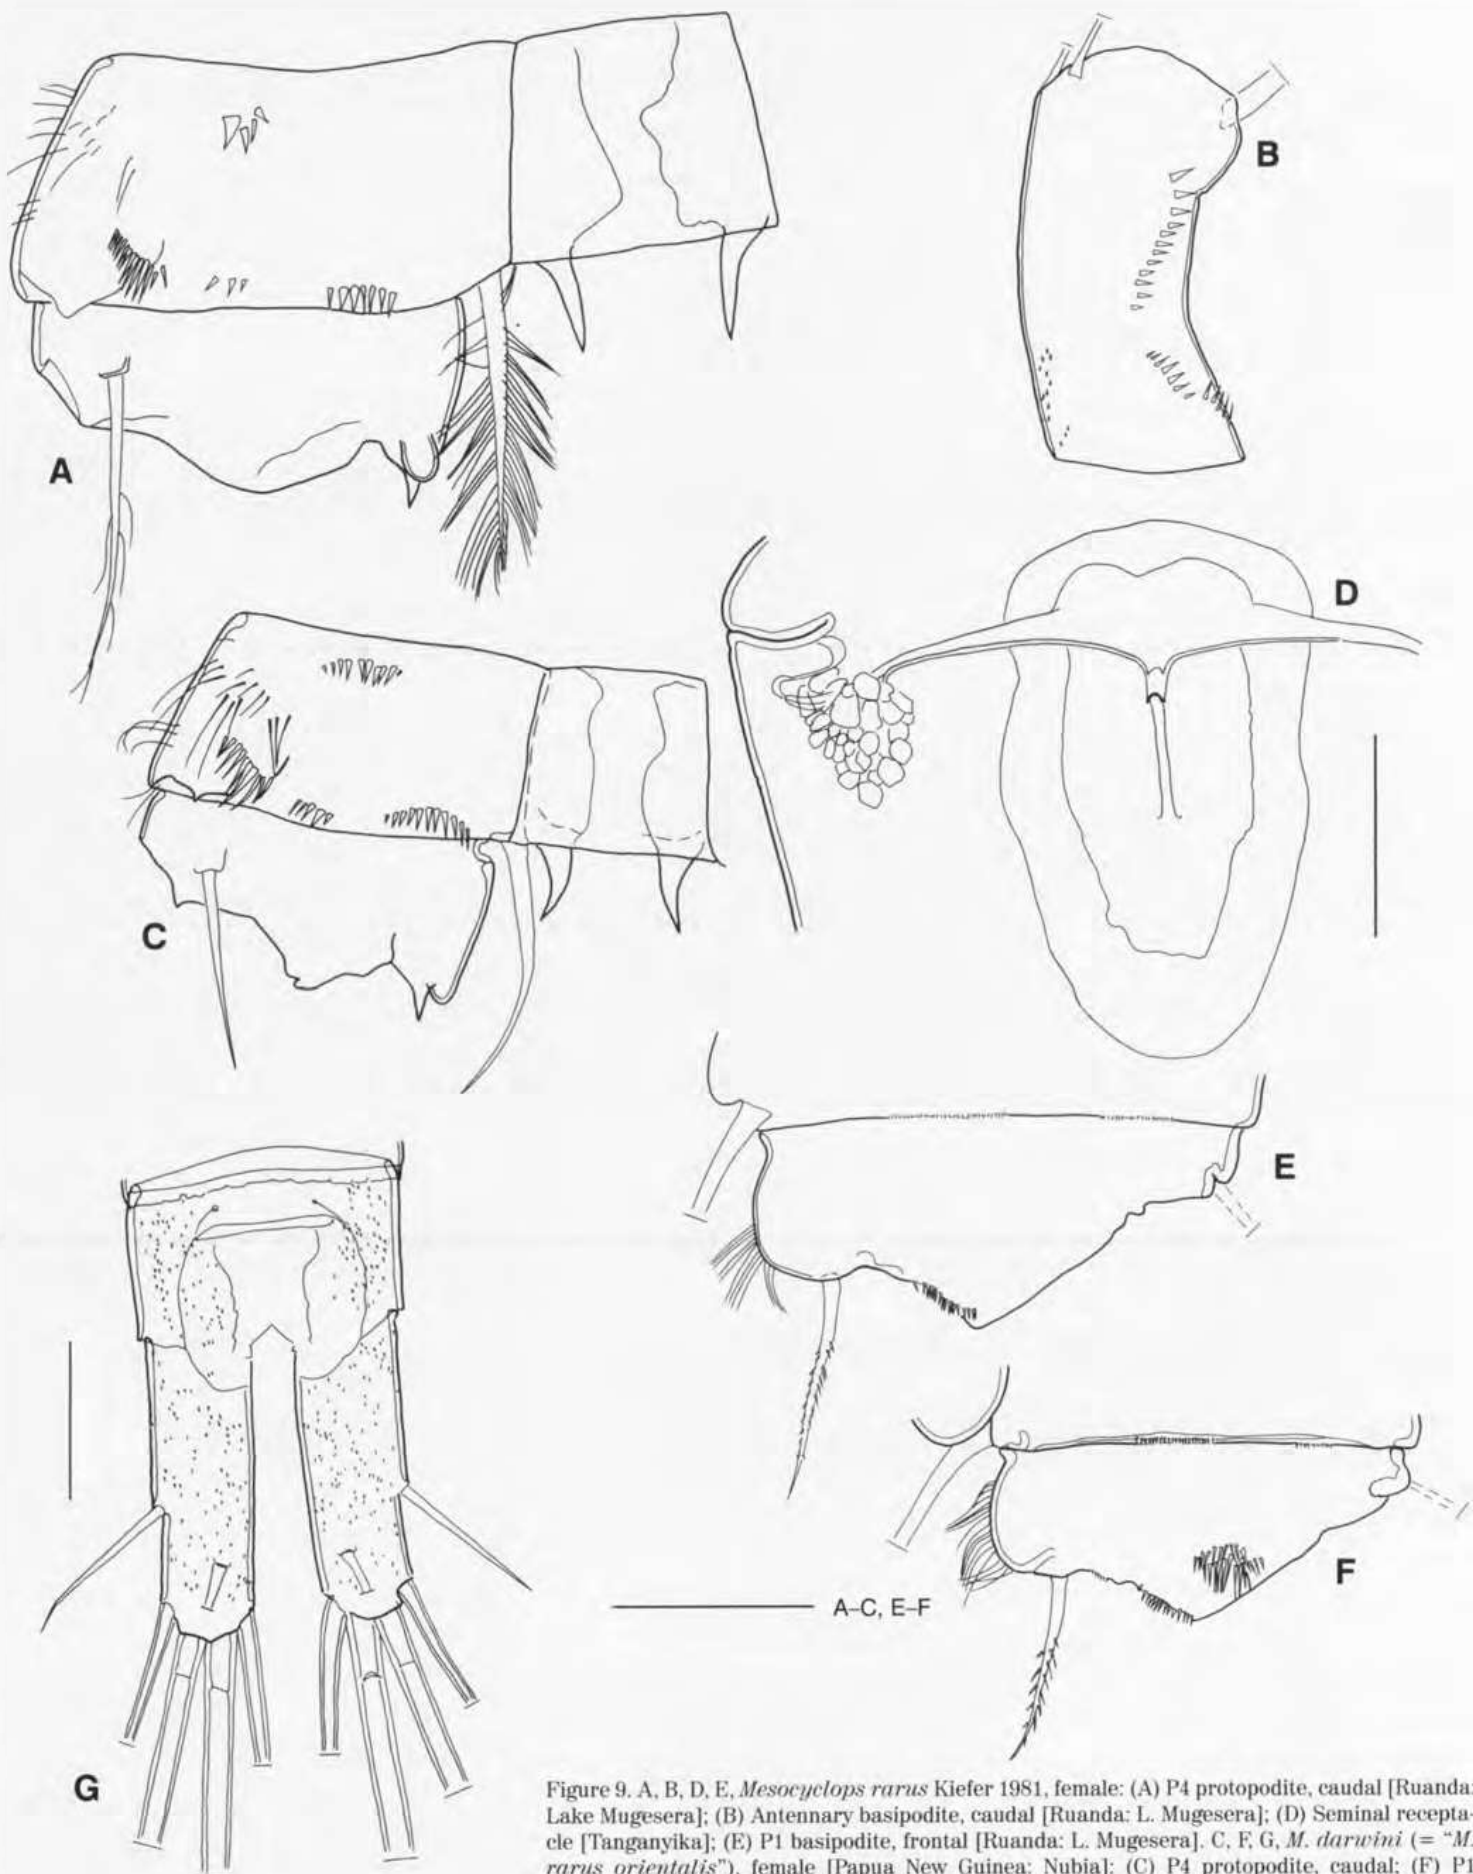 A
B
D
C
E
F
A–C, E–F
G
Figure 9. A, B, D, E, Mesocyclops rarus Kiefer 1981, female: (A) P4 protopodite, caudal [Ruanda:
Lake Mugesera]; (B) Antennary basipodite, caudal [Ruanda: L. Mugesera]; (D) Seminal recepta-
cle [Tanganyika]; (E) P1 basipodite, frontal [Ruanda: L. Mugesera]. C, F, G, M. darwini (= “M.
rarus orientalis”), female [Papua New Guinea: Nubia]: (C) P4 protopodite, caudal; (F) P1